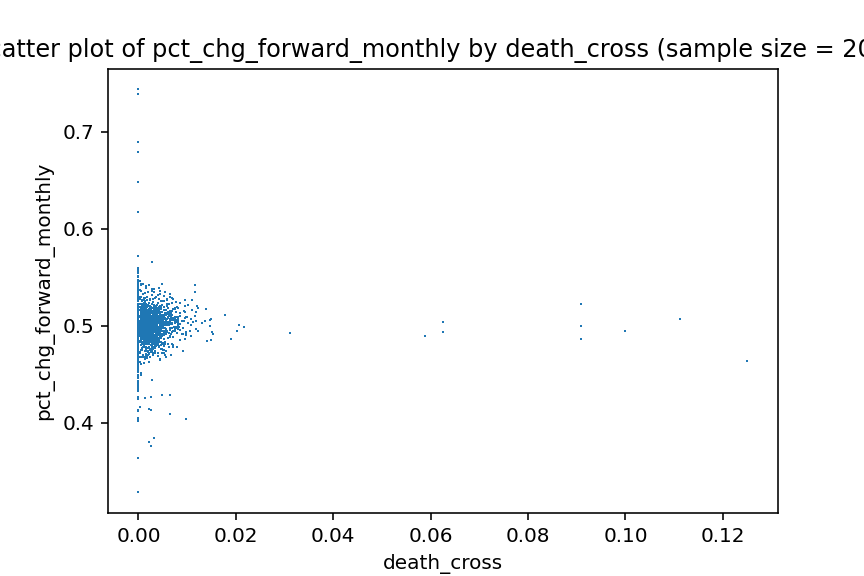 atter plot of pct_chg_forward_monthly by death_cross (sample size = 20
0.7
0.6
0.5
0.4
pct_chg_forward_monthly
0.00 0.02 0.04 0.06 0.08 0.10 0.12
death_cross